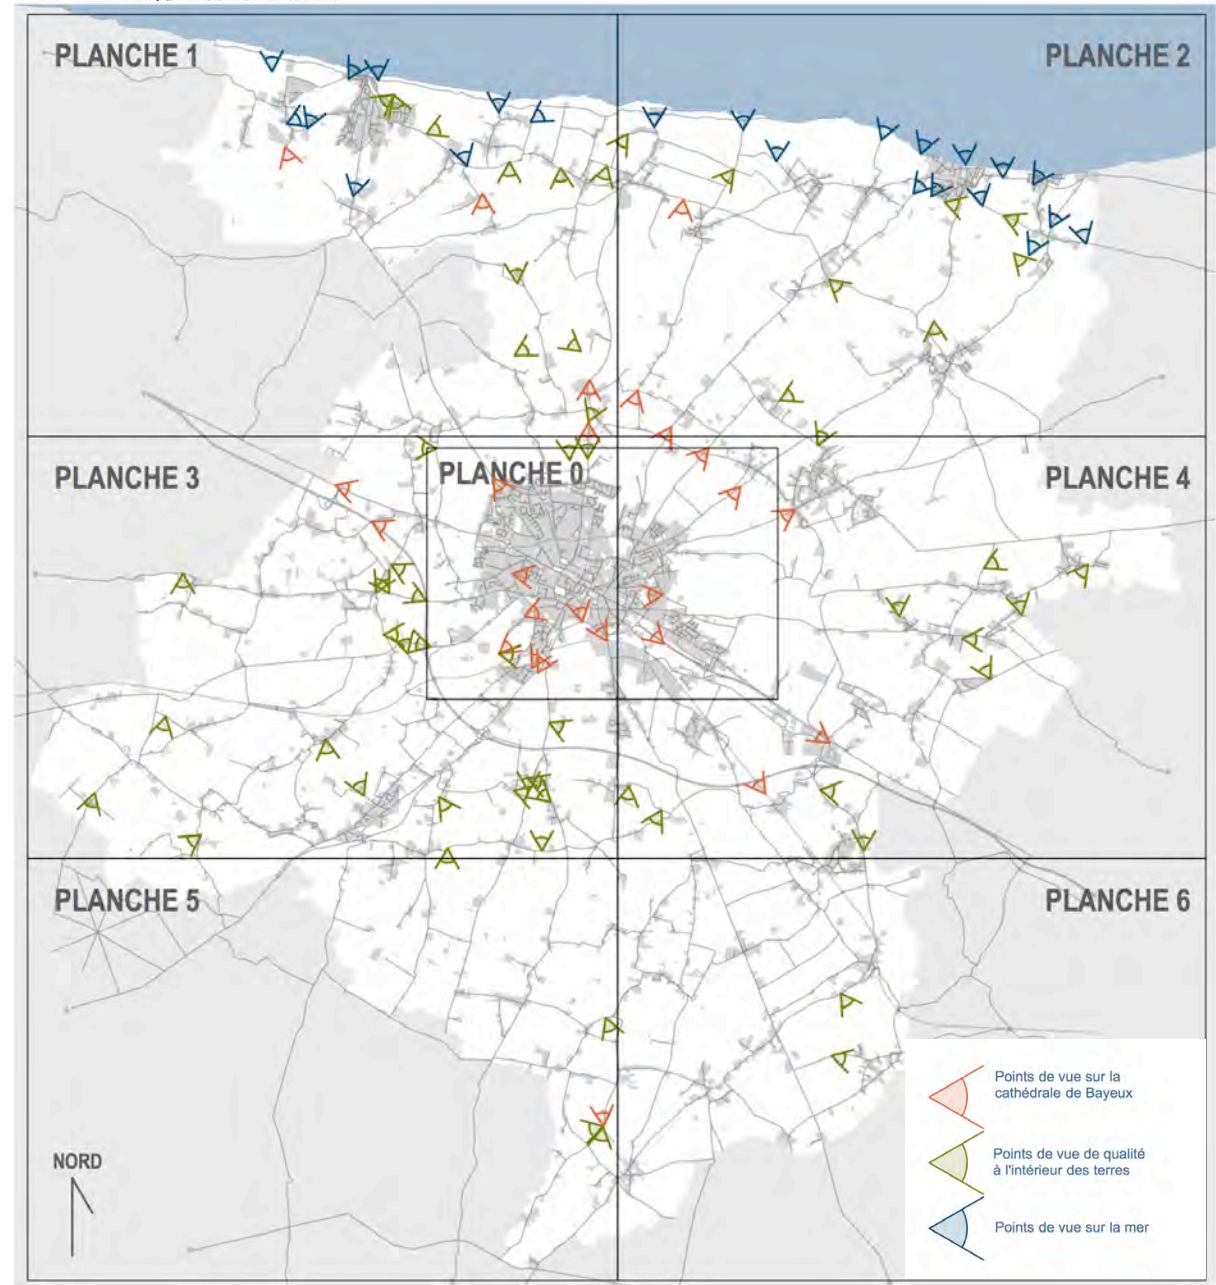 PLANCHE 1
PLANCHE 2
PLANCHE 3
PLANCHE 0
PLANCHE 4
PLANCHE 5
PLANCHE 6
NORD
Points de vue sur la
cathédrale de Bayeux
Points de vue de qualité
à l'intérieur des terres
Points de vue sur la mer